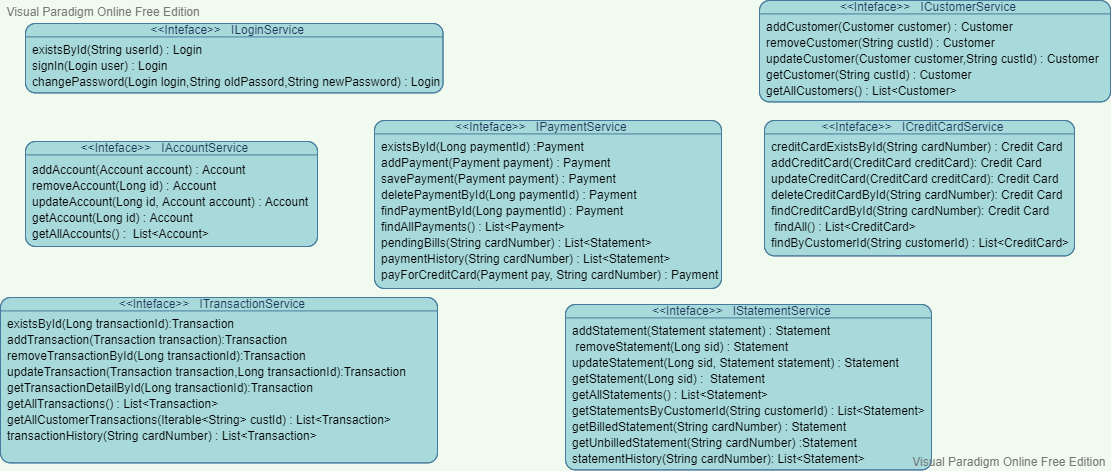 Visual Paradigm Online Free Edition
<<Inteface>> ILoginService
existsById(String userId) : Login
signIn(Login user) : Login
changePassword(Login login,String oldPassord,String newPassword) : Login
<<Inteface>> ICustomerService
addCustomer(Customer customer) : Customer
removeCustomer(String custId) : Customer
updateCustomer(Customer customer,String custId) : Customer
getCustomer(String custId) : Customer
getAllCustomers() : List<Customer>
<<Inteface>> IAccountService
addAccount(Account account) : Account
removeAccount(Long id) : Account
updateAccount(Long id, Account account) : Account
getAccount(Long id) : Account
getAllAccounts() : List<Account>
<<Inteface>> IPaymentService
existsById(Long paymentId) :Payment
addPayment(Payment payment) : Payment
savePayment(Payment payment) : Payment
deletePaymentById(Long paymentId) : Payment
findPaymentById(Long paymentId) : Payment
findAllPayments() : List<Payment>
pendingBills(String cardNumber) : List<Statement>
paymentHistory(String cardNumber) : List<Statement>
payForCreditCard(Payment pay, String cardNumber) : Payment
<<Inteface>> ICreditCardService
creditCardExistsById(String cardNumber) : Credit Card
addCreditCard(CreditCard creditCard): Credit Card
updateCreditCard(CreditCard creditCard): Credit Card
deleteCreditCardById(String cardNumber): Credit Card
findCreditCardById(String cardNumber): Credit Card
findAll() : List<CreditCard>
findByCustomerId(String customerId) : List<CreditCard>
<<Inteface>> ITransactionService
existsById(Long transactionId):Transaction
addTransaction(Transaction transaction):Transaction
removeTransactionById(Long transactionId):Transaction
updateTransaction(Transaction transaction,Long transactionId):Transaction
getTransactionDetailById(Long transactionId):Transaction
getAllTransactions() : List<Transaction>
getAllCustomerTransactions(Iterable<String> custId) : List<Transaction>
transactionHistory(String cardNumber) : List<Transaction>
<<Inteface>> IStatementService
addStatement(Statement statement) : Statement
removeStatement(Long sid) : Statement
updateStatement(Long sid, Statement statement) : Statement
getStatement(Long sid) : Statement
getAllStatements() : List<Statement>
getStatementsByCustomerId(String customerId) : List<Statement>
getBilledStatement(String cardNumber) : Statement
getUnbilledStatement(String cardNumber) :Statement
statementHistory(String cardNumber): List<Statement>
Visual Paradigm Online Free Edition